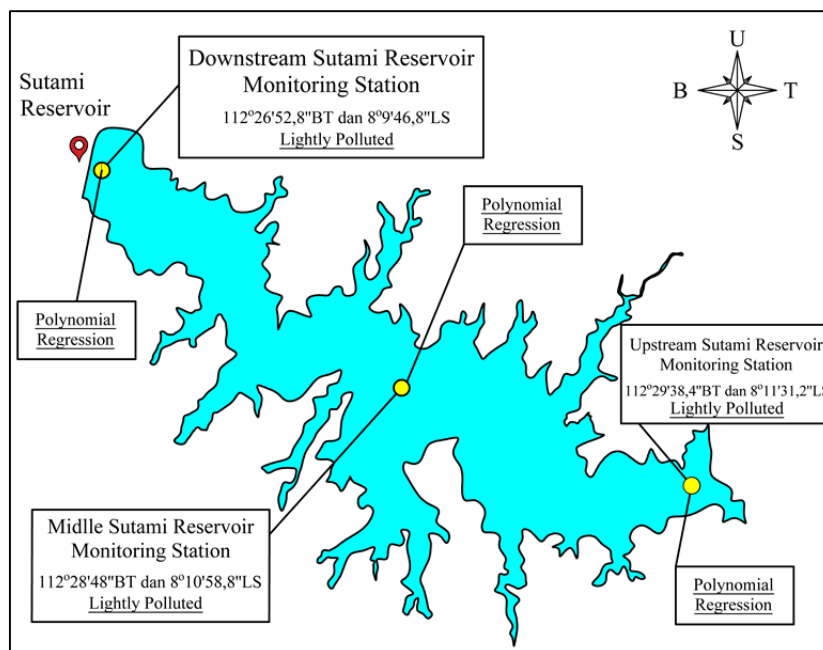 Downstream Sutami Reservoir
Monitoring Station
112°26'52,8"BT dan 8°9'46,8"LS
Lightly Polluted
Sutami
Reservoir
U
B
T
S
Polynomial
Regression
Polynomial
Regression
Upstream Sutami Reservoir
Monitoring Station
112°29'38,4"BT dan 8°11'31,2"LS
Lightly Polluted
Midlle Sutami Reservoir
Monitoring Station
112°28'48"BT dan 8°10'58,8"LS
Lightly Polluted
Polynomial
Regression